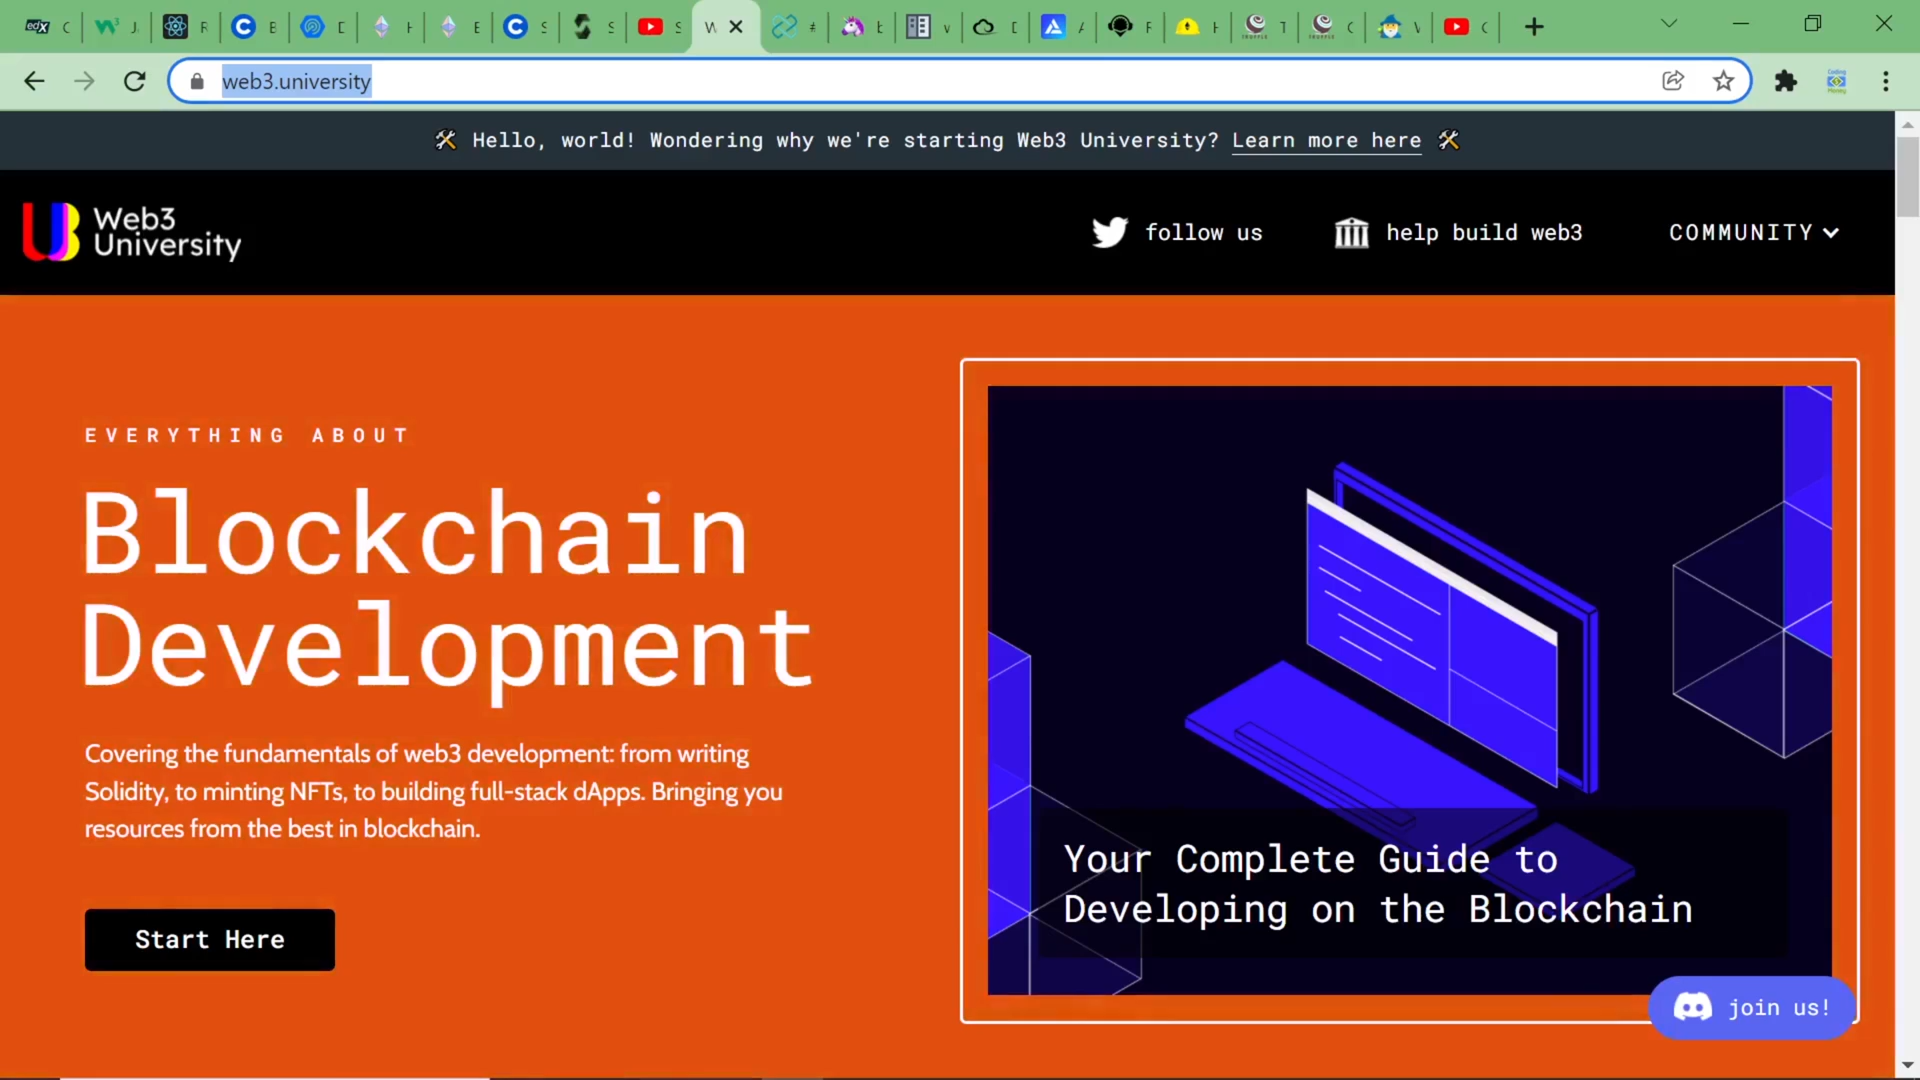 edX
web3.university
Hello, world! Wondering why we're starting Web3 University? Learn more here
Web3
University
follow us
help build web3
COMMUNITY
EVERYTHING ABOUT
Blockchain
Development
Covering the fundamentals of web3 development: from writing
Solidity, to minting NFTs, to building full-stack dApps. Bringing you
resources from the best in blockchain.
Start Here
Your Complete Guide to
Developing on the Blockchain
join us!